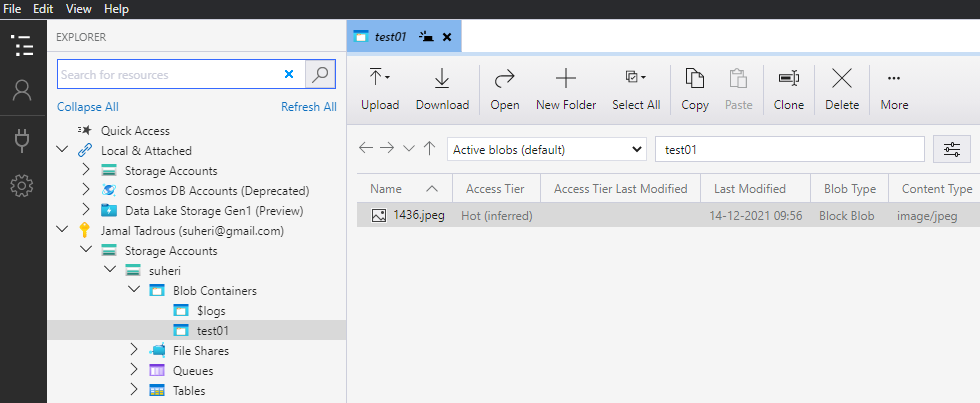 File Edit View Help
EXPLORER
Search for resources
Collapse All Refresh All
Quick Access
Local & Attached
Storage Accounts
Cosmos DB Accounts (Deprecated)
Data Lake Storage Gen1 (Preview)
Jamal Tadrous (suheri@gmail.com)
Storage Accounts
suheri
Blob Containers
$logs
test01
File Shares
Queues
Tables
test01
Upload Download Open New Folder Select All Copy Paste Clone Delete More
Active blobs (default) test01
Name Access Tier Access Tier Last Modified Last Modified Blob Type Content Type
1436.jpeg Hot (inferred) 14-12-2021 09:56 Block Blob image/jpeg